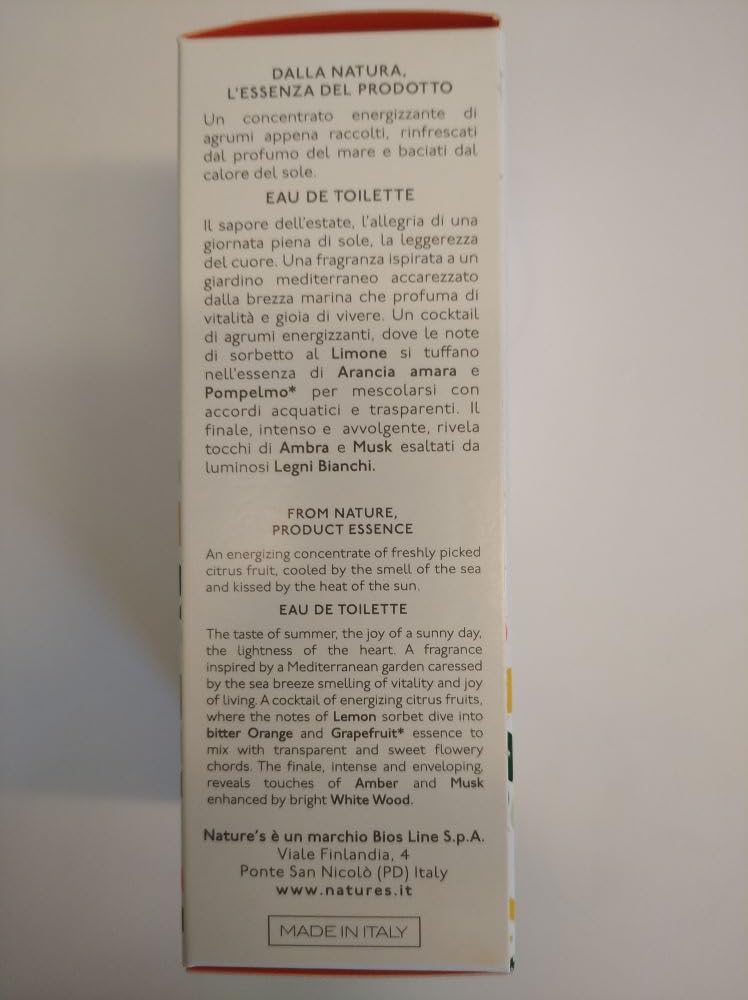 DALLA NATURA,
L'ESSENZA DEL PRODOTTO
Un concentrato energizzante di
agrumi appena raccolti, rinfrescati
dal profumo del mare e baciati dal
calore del sole.
EAU DE TOILETTE
Il sapore dell'estate, l'allegria di una
giornata piena di sole, la leggerezza
del cuore. Una fragranza ispirata a un
giardino mediterraneo accarezzato
dalla brezza marina che profuma di
vitalità e gioia di vivere. Un cocktail
di agrumi energizzanti, dove le note
di sorbetto al Limone si tuffano
nell'essenza di Arancia amara e
Pompelmo* per mescolarsi con
accordi acquatici e trasparenti. Il
finale, intenso e avvolgente, rivela
tocchi di Ambra e Musk esaltati da
luminosi Legni Bianchi.
FROM NATURE,
PRODUCT ESSENCE
An energizing concentrate of freshly picked
citrus fruit, cooled by the smell of the sea
and kissed by the heat of the sun.
EAU DE TOILETTE
The taste of summer, the joy of a sunny day,
the lightness of the heart. A fragrance
inspired by a Mediterranean garden caressed
by the sea breeze smelling of vitality and joy
of living. A cocktail of energizing citrus fruits,
where the notes of Lemon sorbet dive into
bitter Orange and Grapefruit* essence to
mix with transparent and sweet flowery
chords. The finale, intense and enveloping,
reveals touches of Amber and Musk
enhanced by bright White Wood.
Nature's è un marchio Bios Line S.p.A.
Viale Finlandia, 4
Ponte San Nicolò (PD) Italy
www.natures.it
MADE IN ITALY